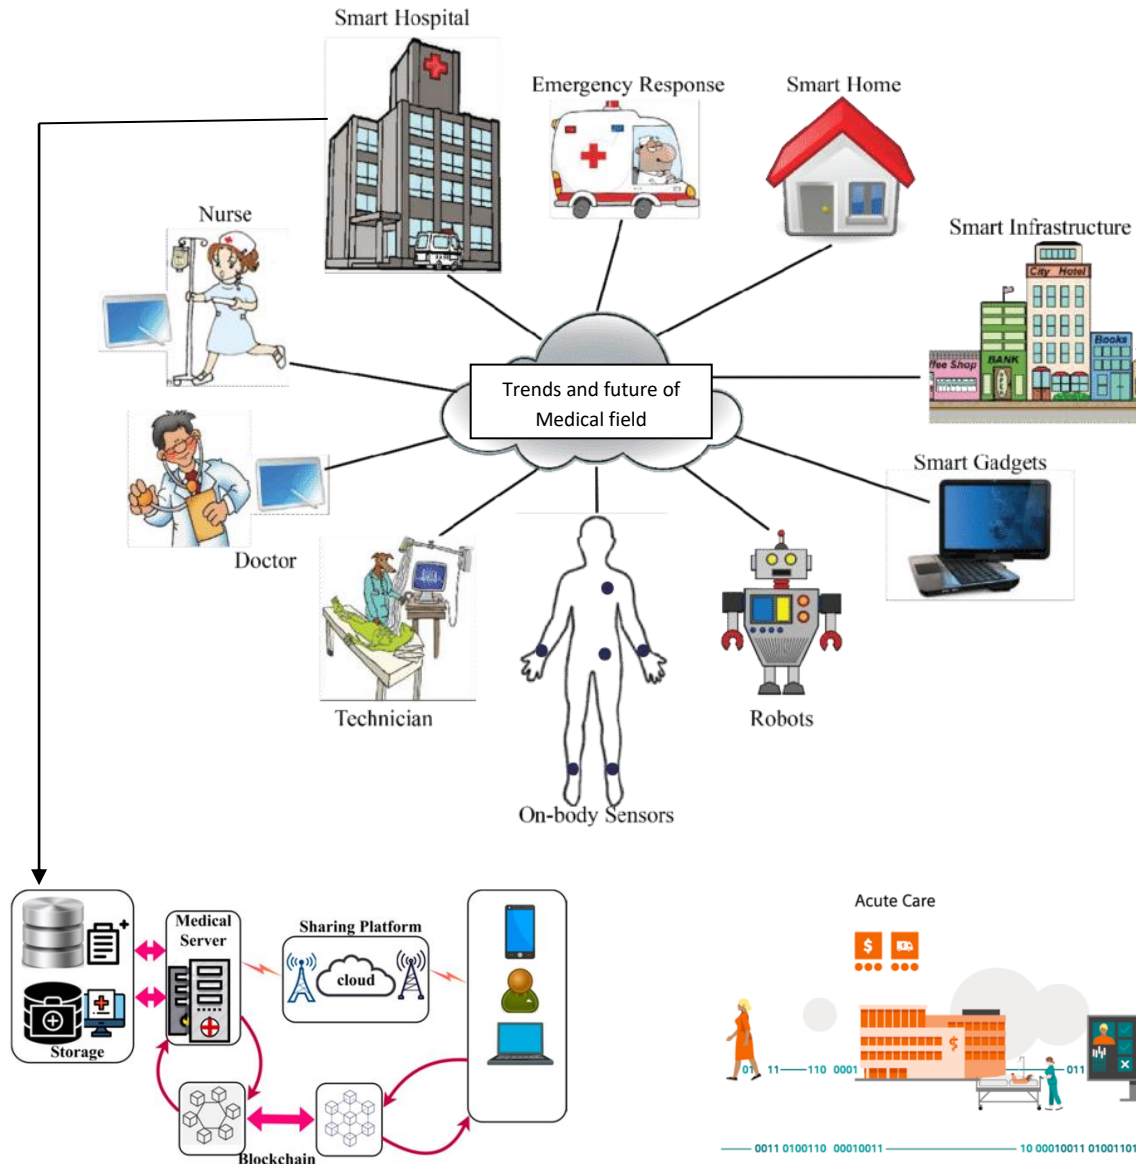 Smart Hospital
Emergency Response
Smart Home
Nurse
Smart Infrastructure
City Hotel
BANK
Books
ffee Shop
Trends and future of
Medical field
Smart Gadgets
Doctor
Technician
Robots
On-body Sensors
Medical
Server
Sharing Platform
cloud
Storage
Blockchain
Acute Care
$
$
01 11 110 0001 011
0011 0100110 00010011 10 00010011 01001101